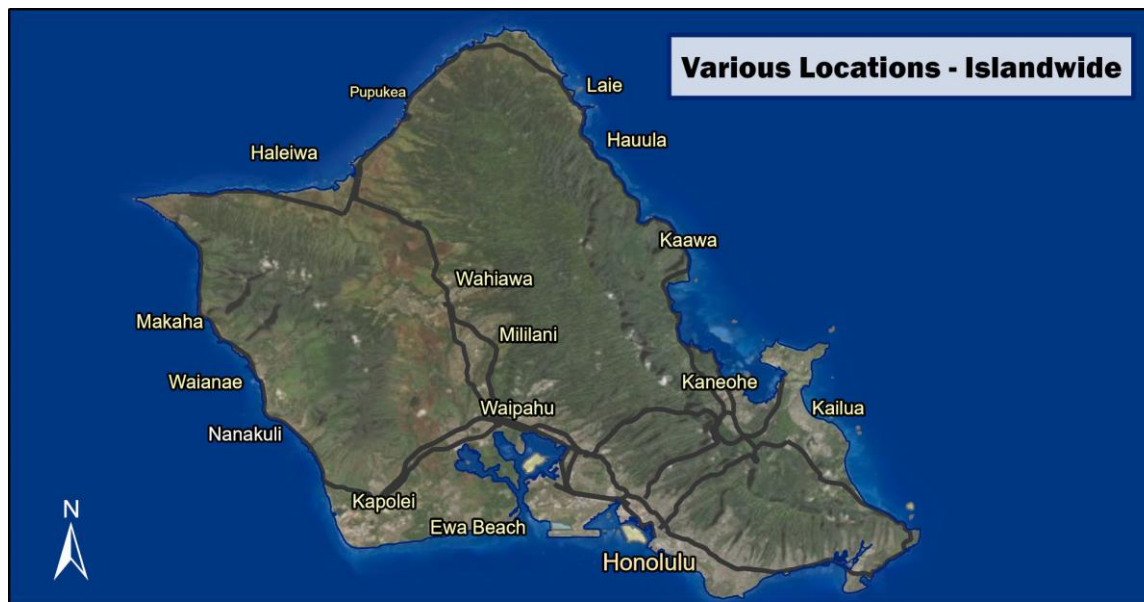 Various Locations - Islandwide
Laie
Pupukea
Hauula
Haleiwa
Kaawa
Wahiawa
Makaha
Mililani
Waianae
Kaneohe
Waipahu
Kailua
Nanakuli
Kapolei
N
Ewa Beach
Honolulu